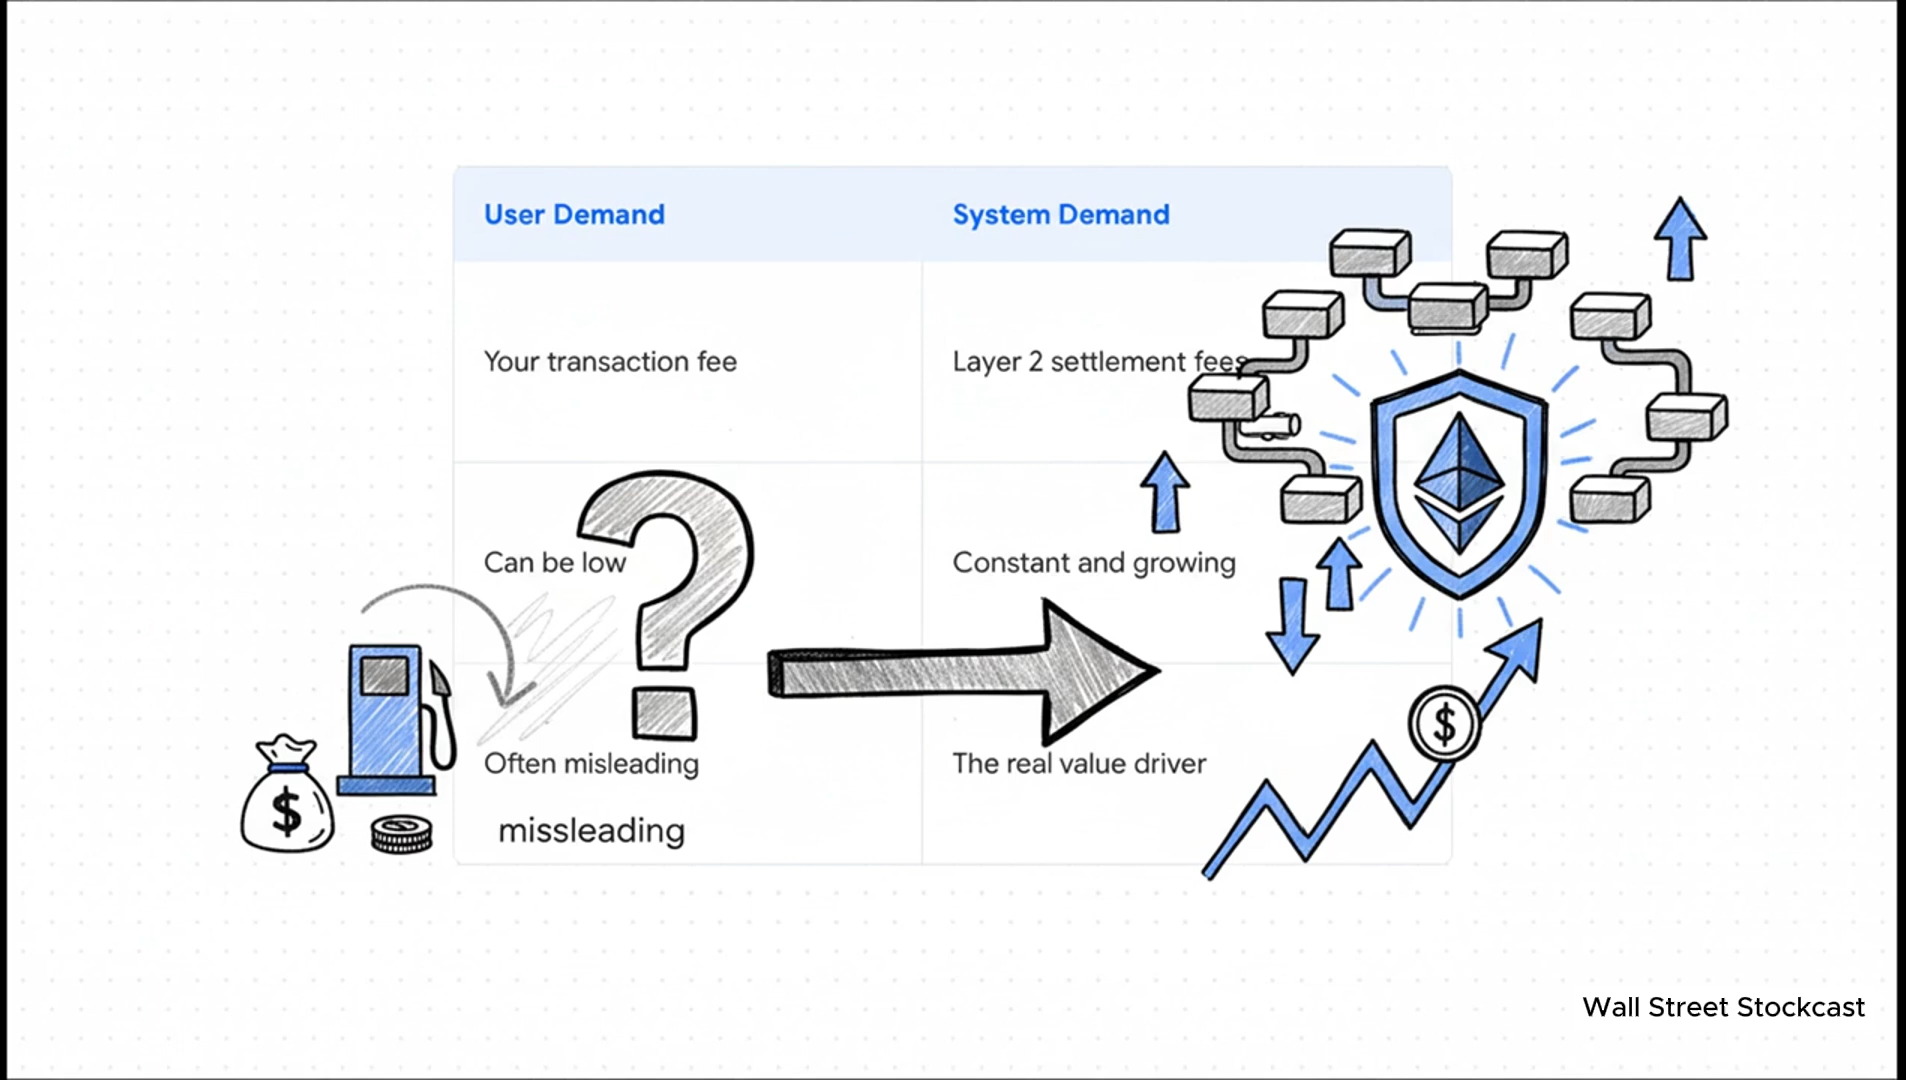 User Demand
System Demand
Your transaction fee
Layer 2 settlement fees
Can be low
Constant and growing
Often misleading
The real value driver
missleading
$
$
Wall Street Stockcast